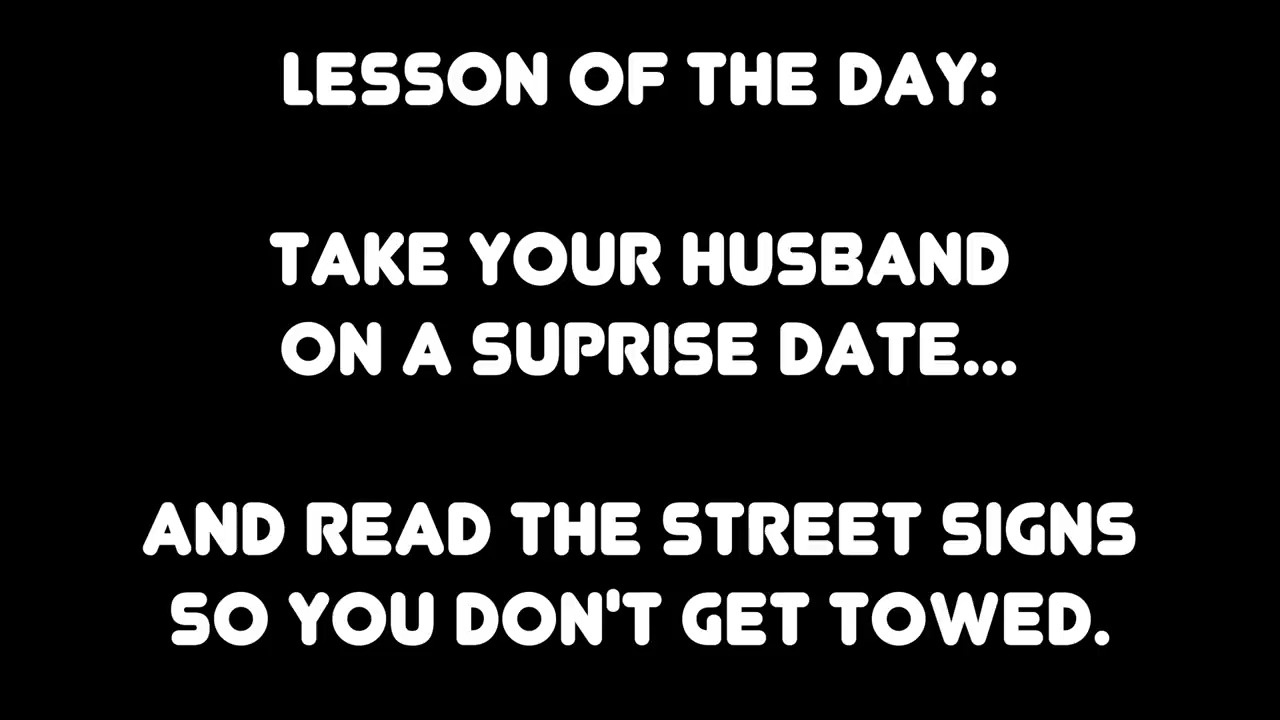 LESSON OF THE DAY:
TAKE YOUR HUSBAND
ON A SUPRISE DATE...
AND READ THE STREET SIGNS
SO YOU DON'T GET TOWED.